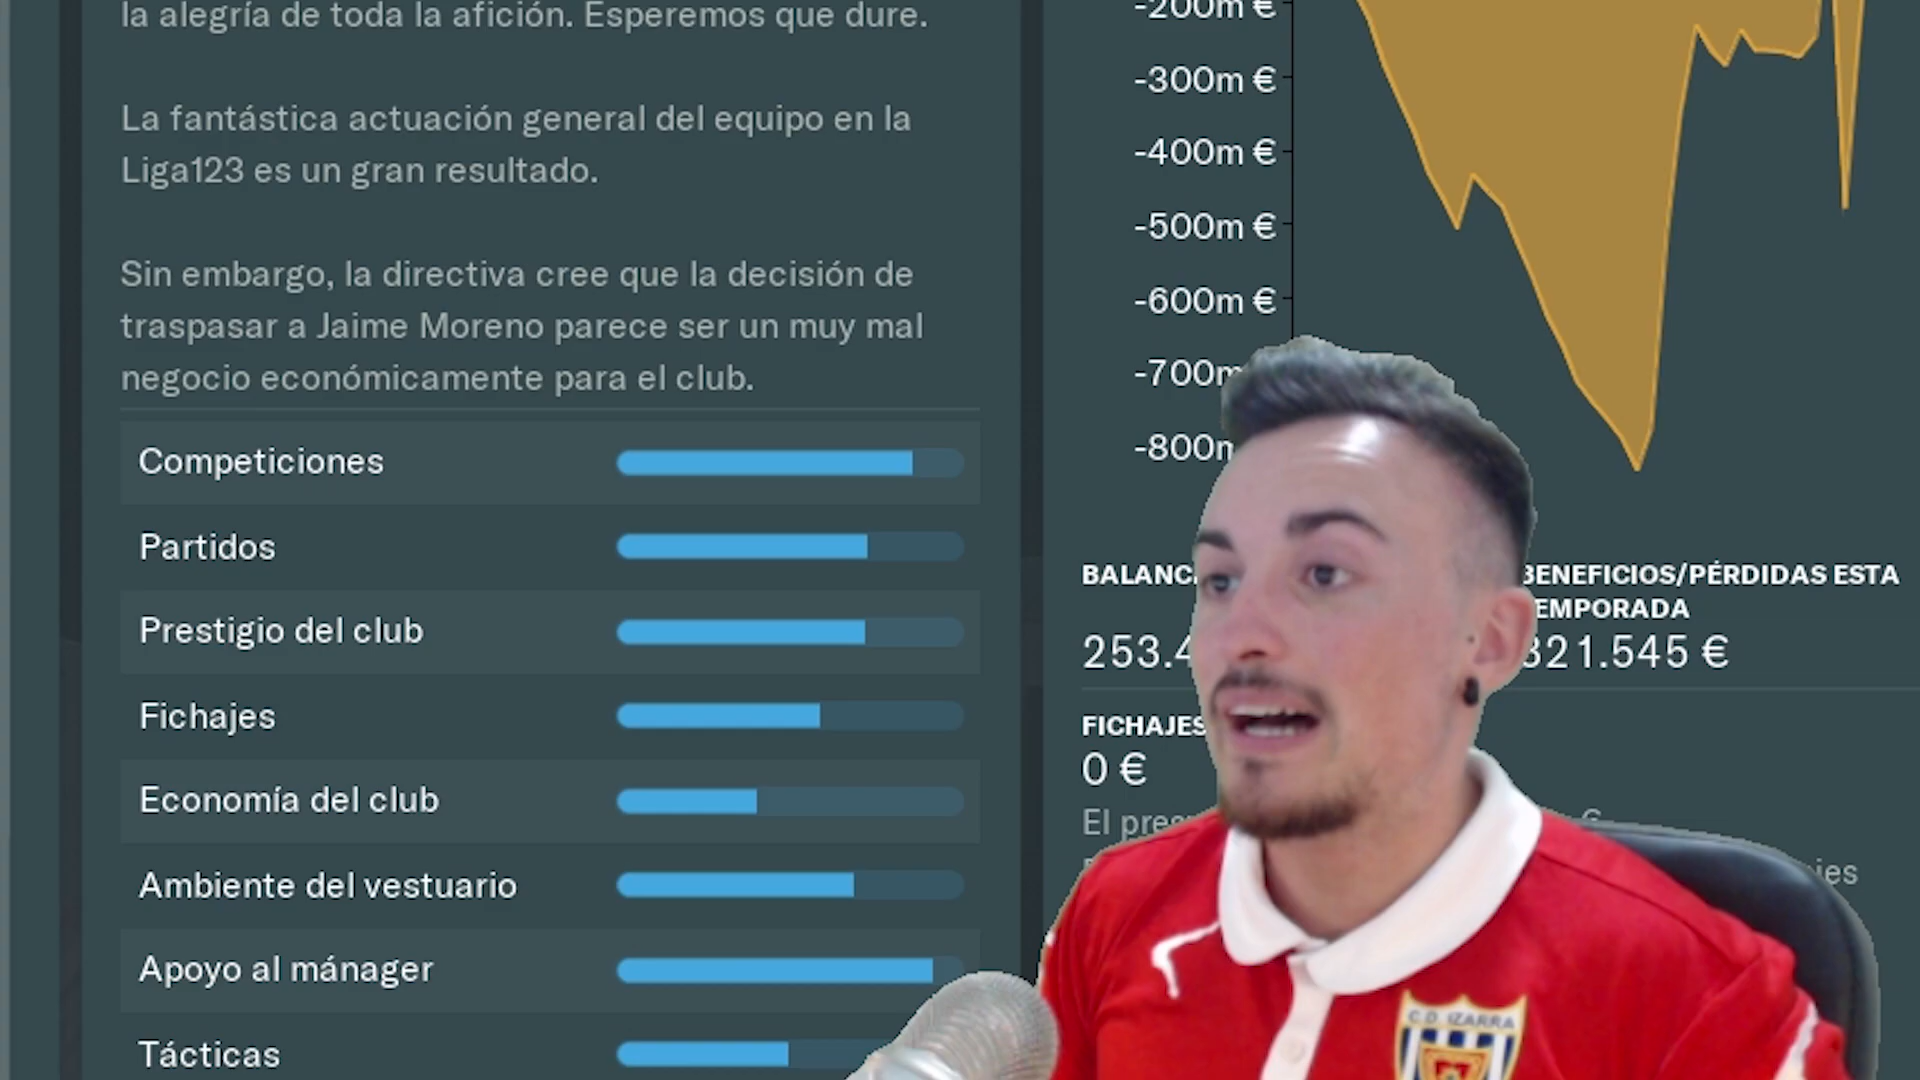 la alegría de toda la afición. Esperemos que dure.
La fantástica actuación general del equipo en la
Liga123 es un gran resultado.
Sin embargo, la directiva cree que la decisión de
traspasar a Jaime Moreno parece ser un muy mal
negocio económicamente para el club.
Competiciones
Partidos
Prestigio del club
Fichajes
Economía del club
Ambiente del vestuario
Apoyo al mánager
Tácticas
-200m €
-300m €
-400m €
-500m €
-600m €
-700m
-800m
BENEFICIOS/PÉRDIDAS ESTA
253.4
321.545 €
FICHAJES
0 €
El
C.D. IZARRA